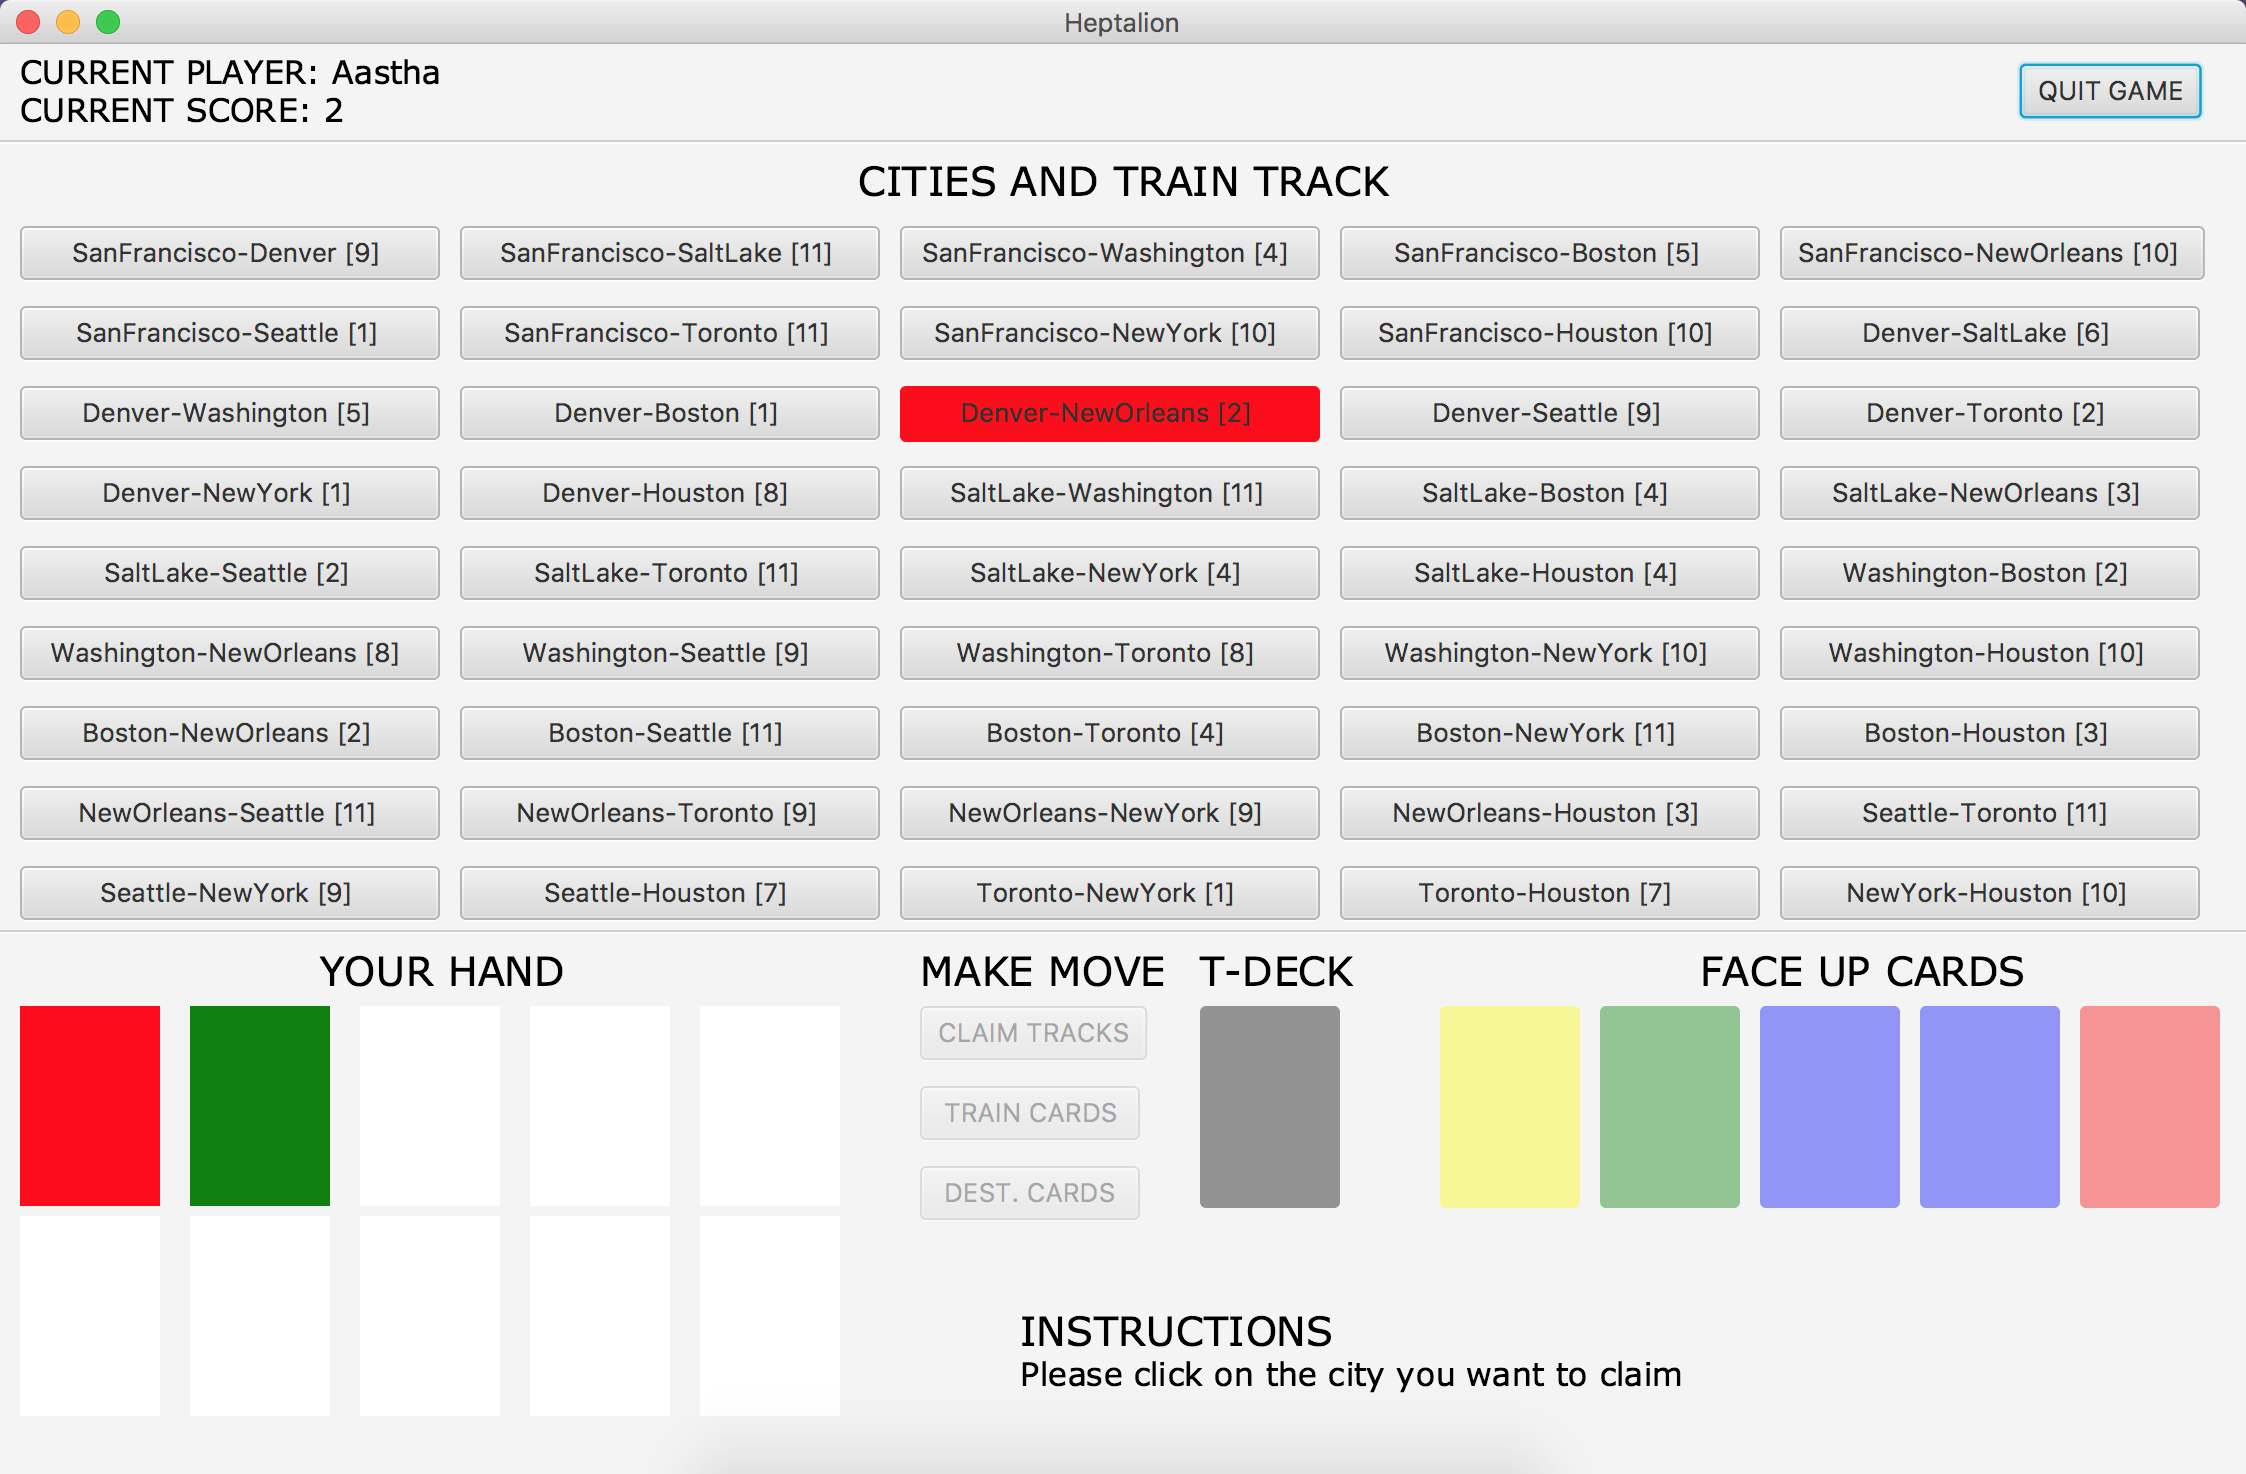 Heptalion
CURRENT PLAYER: Aastha
CURRENT SCORE: 2
QUIT GAME
CITIES AND TRAIN TRACK
SanFrancisco-Denver [9]
SanFrancisco-SaltLake [11]
SanFrancisco-Washington [4]
SanFrancisco-Boston [5]
SanFrancisco-NewOrleans [10]
SanFrancisco-Seattle [1]
SanFrancisco-Toronto [11]
SanFrancisco-NewYork [10]
SanFrancisco-Houston [10]
Denver-SaltLake [6]
Denver-Washington [5]
Denver-Boston [1]
Denver-NewOrleans [2]
Denver-Seattle [9]
Denver-Toronto [2]
Denver-NewYork [1]
Denver-Houston [8]
SaltLake-Washington [11]
SaltLake-Boston [4]
SaltLake-NewOrleans [3]
SaltLake-Seattle [2]
SaltLake-Toronto [11]
SaltLake-NewYork [4]
SaltLake-Houston [4]
Washington-Boston [2]
Washington-NewOrleans [8]
Washington-Seattle [9]
Washington-Toronto [8]
Washington-NewYork [10]
Washington-Houston [10]
Boston-NewOrleans [2]
Boston-Seattle [11]
Boston-Toronto [4]
Boston-NewYork [11]
Boston-Houston [3]
NewOrleans-Seattle [11]
NewOrleans-Toronto [9]
NewOrleans-NewYork [9]
NewOrleans-Houston [3]
Seattle-Toronto [11]
Seattle-NewYork [9]
Seattle-Houston [7]
Toronto-NewYork [1]
Toronto-Houston [7]
NewYork-Houston [10]
YOUR HAND
MAKE MOVE
CLAIM TRACKS
TRAIN CARDS
DEST. CARDS
T-DECK
FACE UP CARDS
INSTRUCTIONS
Please click on the city you want to claim